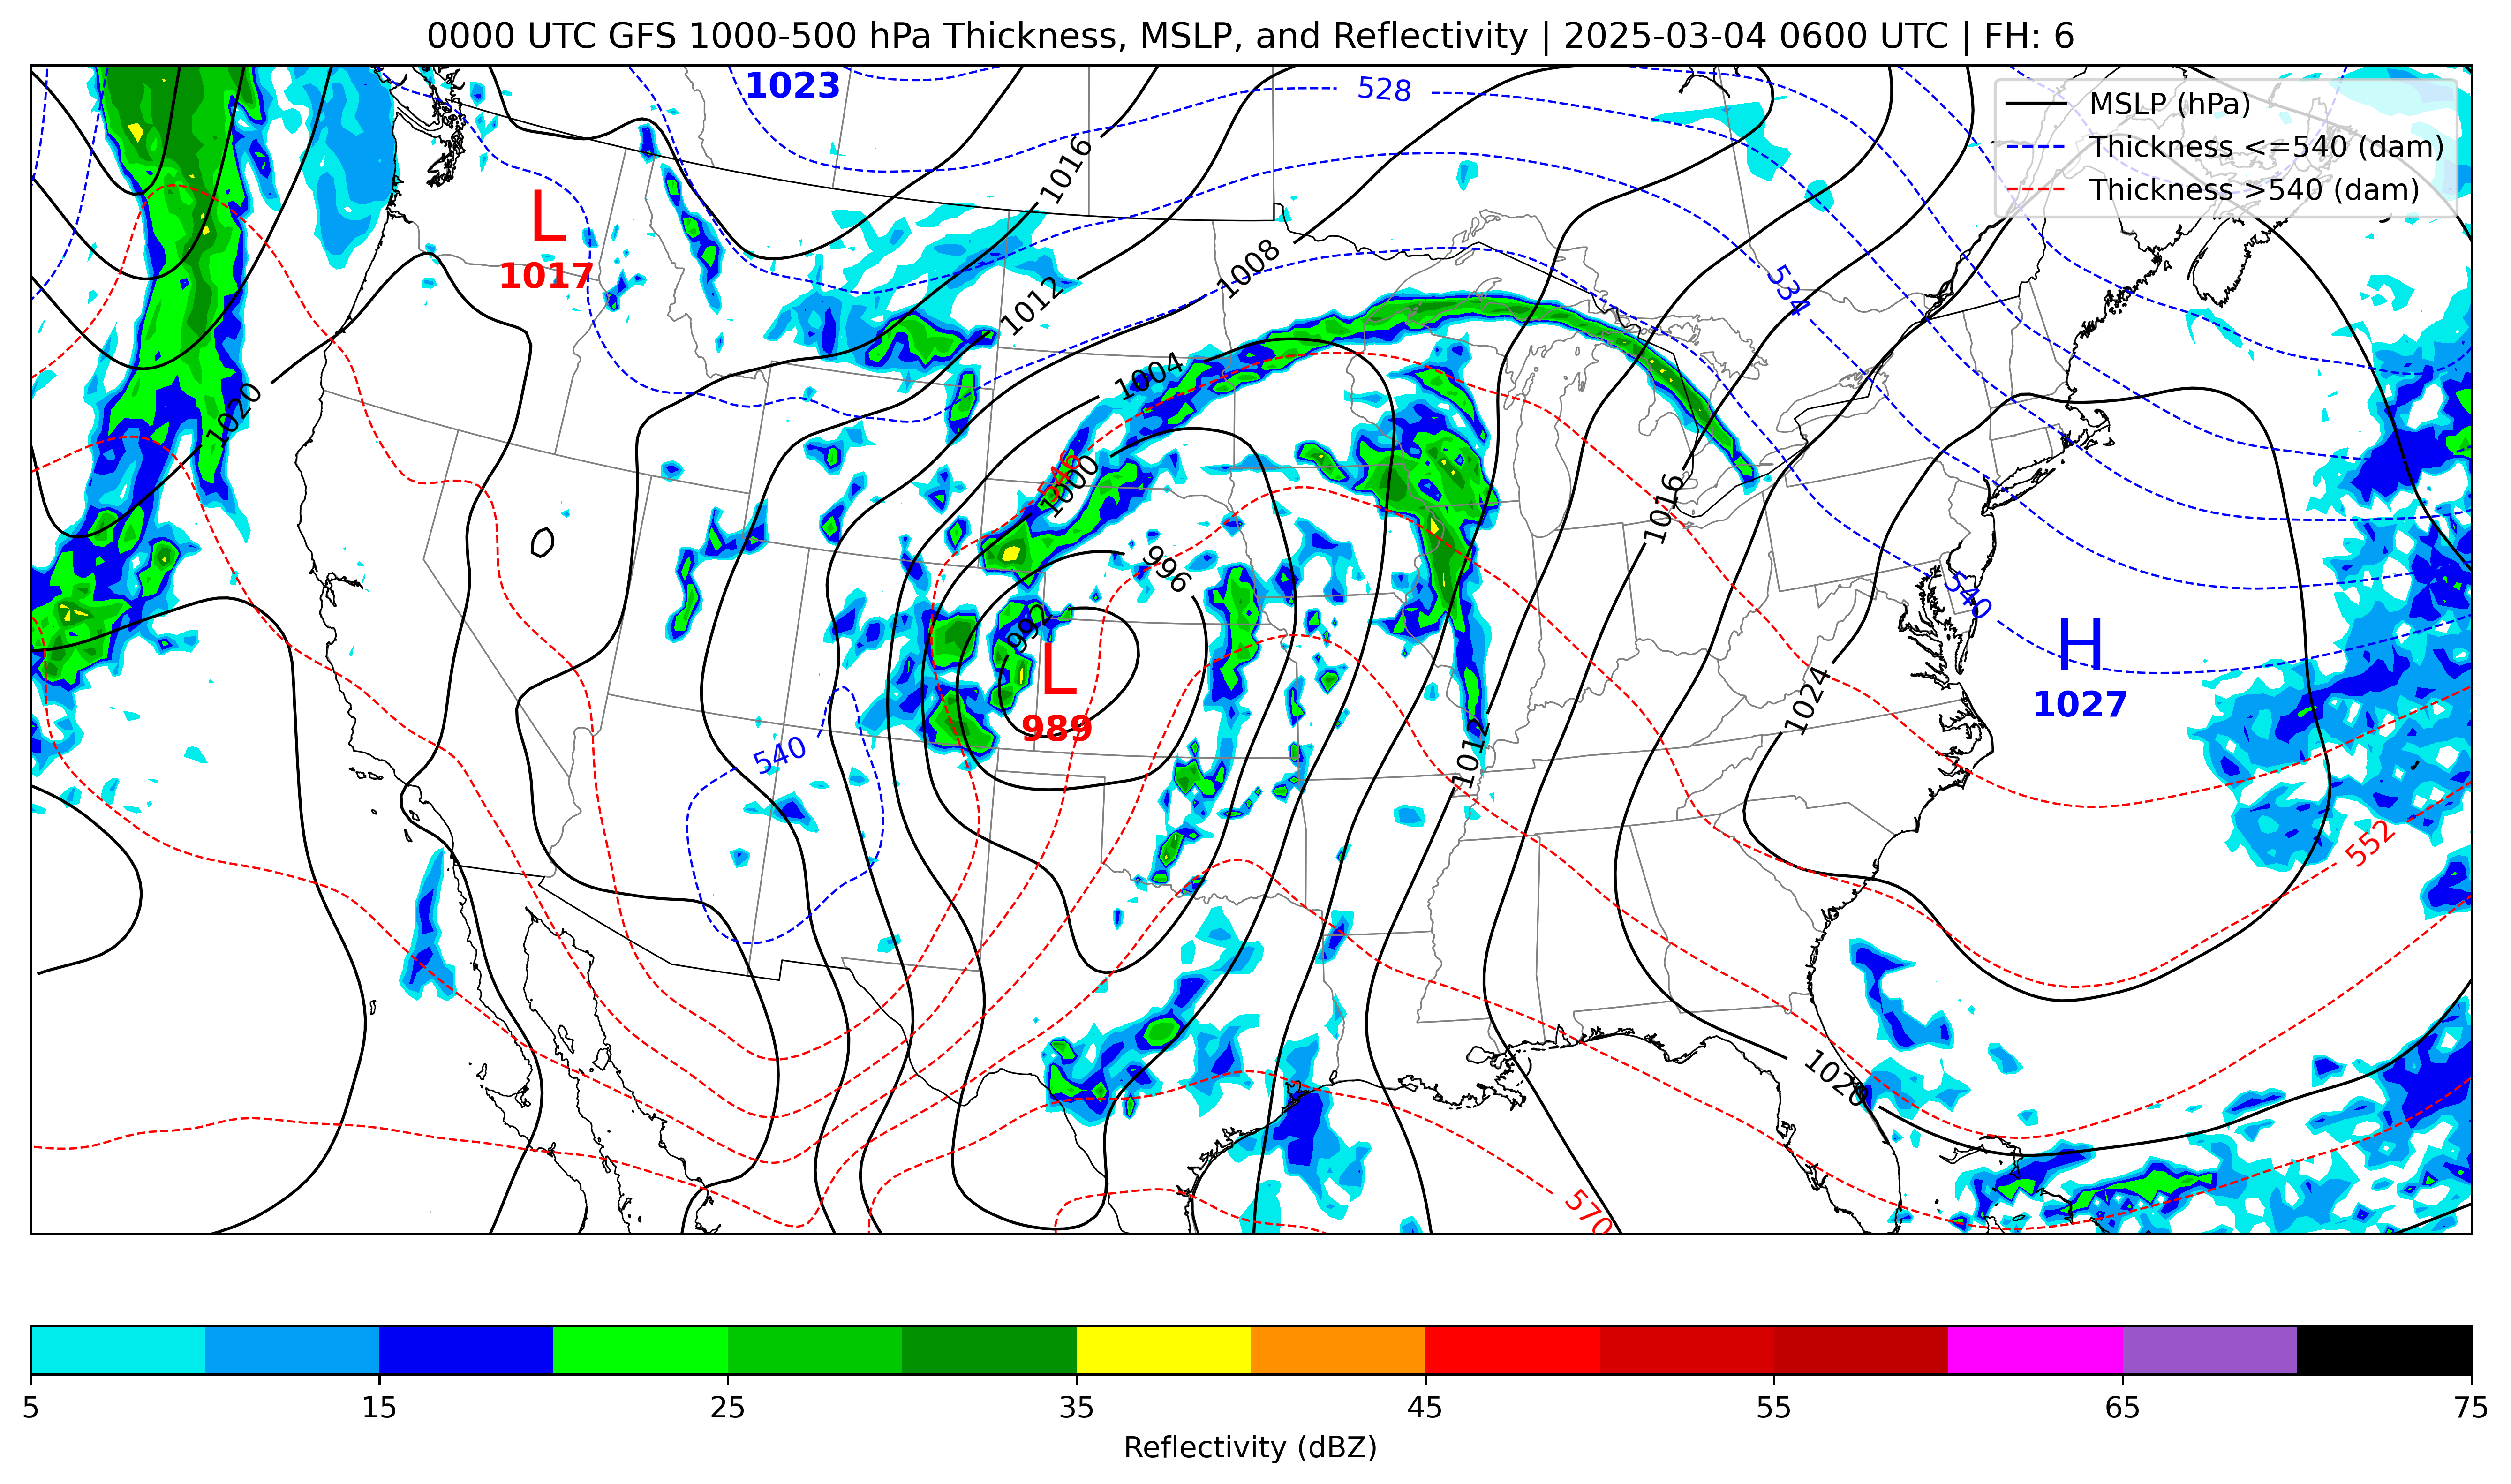 0000 UTC GFS 1000-500 hPa Thickness, MSLP, and Reflectivity | 2025-03-04 0600 UTC | FH: 6
1023
528
MSLP (hPa)
Thickness <=540 (dam)
Thickness >540 (dam)
1016
L
1017
1008
534
1012
1004
1020
546
1000
1016
996
540
992
L
989
H
1027
1024
540
1012
552
1020
570
5 15 25 35 45 55 65 75
Reflectivity (dBZ)